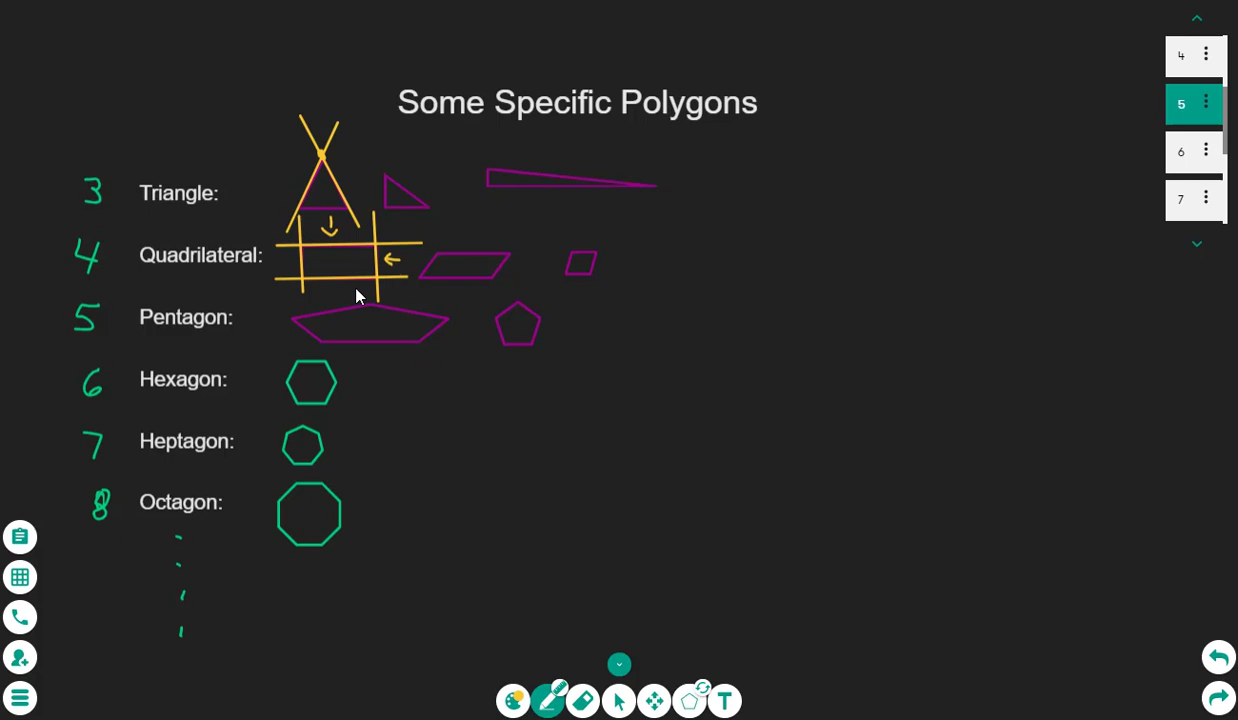 Some Specific Polygons
3 Triangle:
4 Quadrilateral:
5 Pentagon:
6 Hexagon:
7 Heptagon:
8 Octagon:
4
5
6
7
T